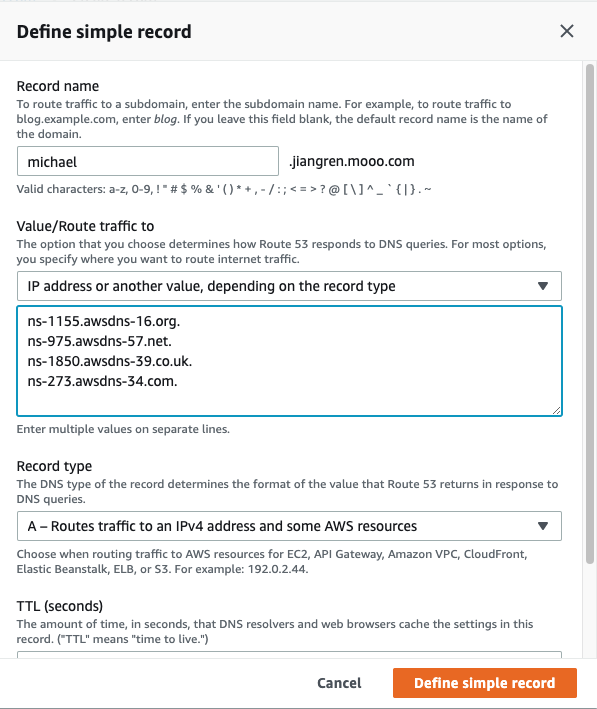 Define simple record
Record name
To route traffic to a subdomain, enter the subdomain name. For example, to route traffic to
blog.example.com, enter blog. If you leave this field blank, the default record name is the name of
the domain.
michael
.jiangren.mooo.com
Valid characters: a-z, 0-9, ! " # $ % & ' ( ) * + , - / : ; < = > ? @ [ \ ] ^ _ ` { | } . ~
Value/Route traffic to
The option that you choose determines how Route 53 responds to DNS queries. For most options,
you specify where you want to route internet traffic.
IP address or another value, depending on the record type
ns-1155.awsdns-16.org.
ns-975.awsdns-57.net.
ns-1850.awsdns-39.co.uk.
ns-273.awsdns-34.com.
Enter multiple values on separate lines.
Record type
The DNS type of the record determines the format of the value that Route 53 returns in response to
DNS queries.
A – Routes traffic to an IPv4 address and some AWS resources
Choose when routing traffic to AWS resources for EC2, API Gateway, Amazon VPC, CloudFront,
Elastic Beanstalk, ELB, or S3. For example: 192.0.2.44.
TTL (seconds)
The amount of time, in seconds, that DNS resolvers and web browsers cache the settings in this
record. ("TTL" means "time to live.")
Cancel
Define simple record